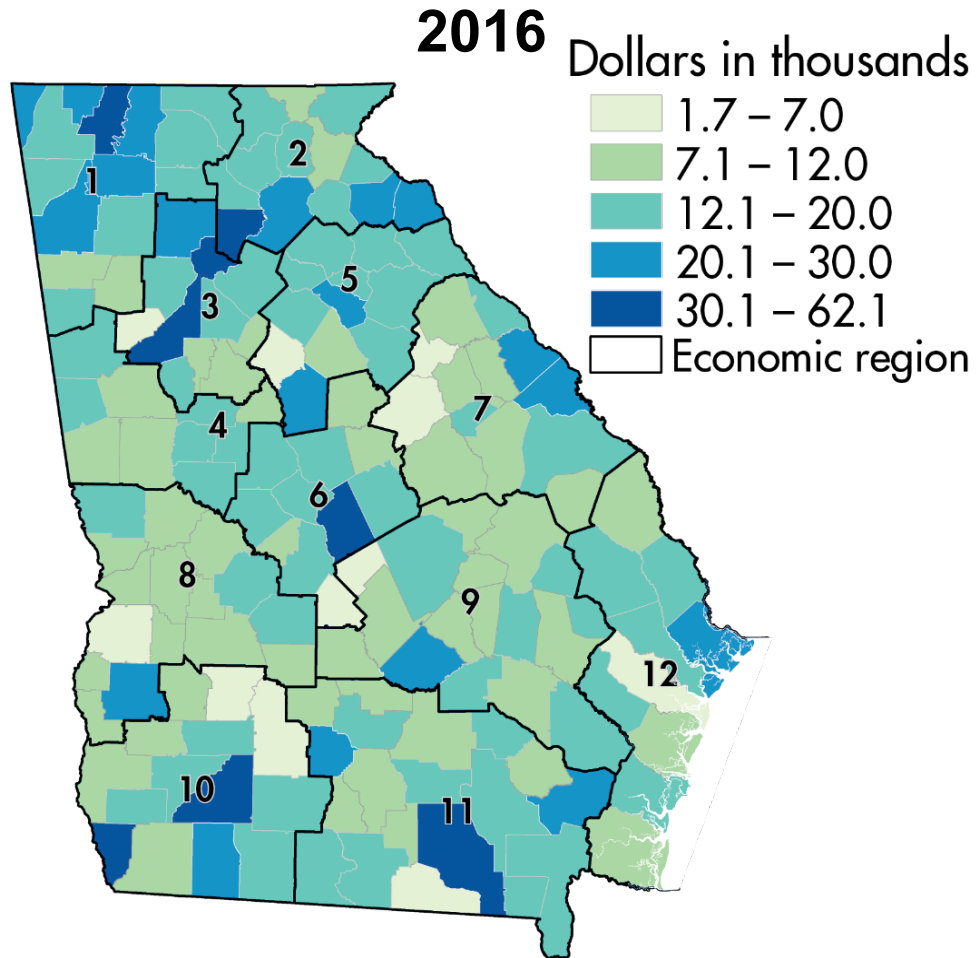 2016
Dollars in thousands
1.7 – 7.0
7.1 – 12.0
12.1 – 20.0
20.1 – 30.0
30.1 – 62.1
Economic region
1
2
3
5
4
7
6
8
9
12
10
11